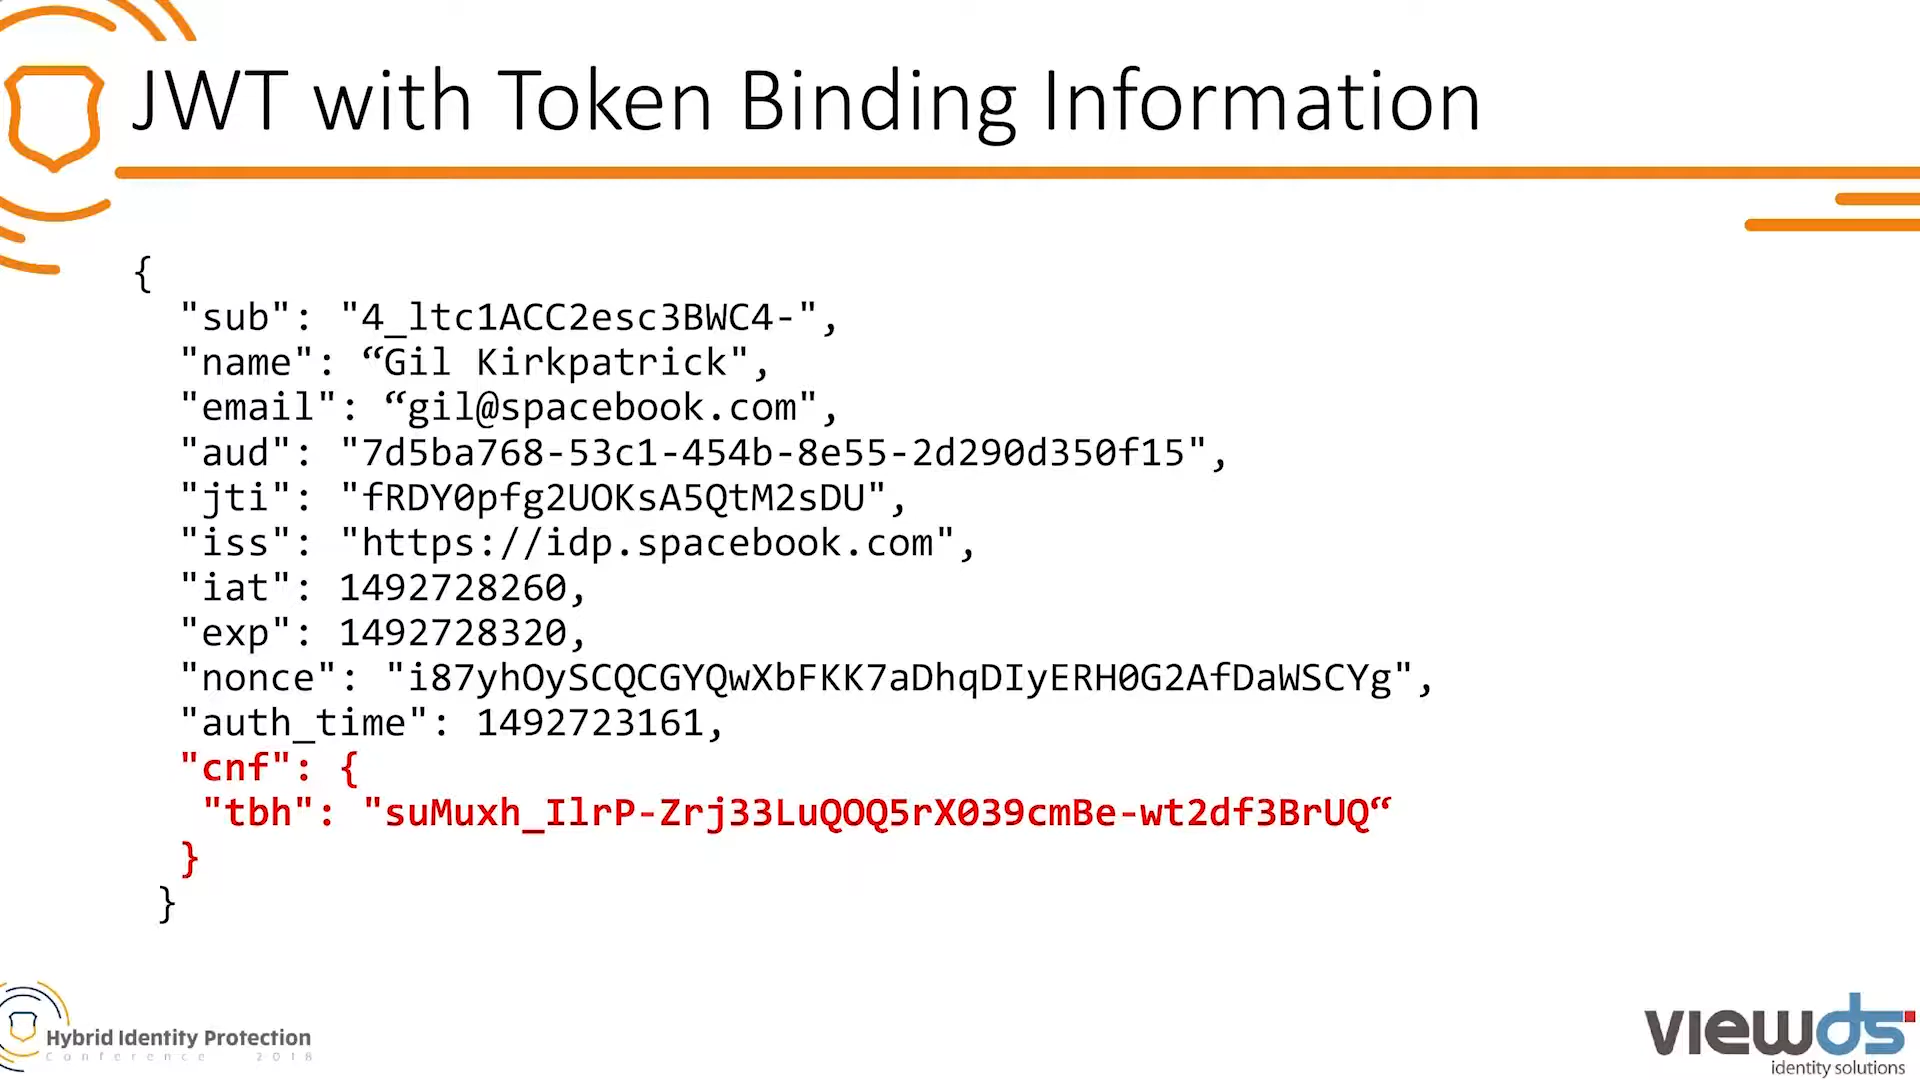 JWT with Token Binding Information
{
"sub": "4_ltc1ACC2esc3BWC4-",
"name": “Gil Kirkpatrick",
"email": “gil@spacebook.com",
"aud": "7d5ba768-53c1-454b-8e55-2d290d350f15",
"jti": "fRDY0pfg2UOKsA5QtM2sDU",
"iss": "https://idp.spacebook.com",
"iat": 1492728260,
"exp": 1492728320,
"nonce": "i87yhOySCQCGYQwXbFKK7aDhqDIyERH0G2AfDaWSCYg",
"auth_time": 1492723161,
"cnf": {
"tbh": "suMuxh_IlrP-Zrj33LuQOQ5rX039cmBe-wt2df3BrUQ“
}
}
Hybrid Identity Protection
Conference 2018
viewds
identity solutions